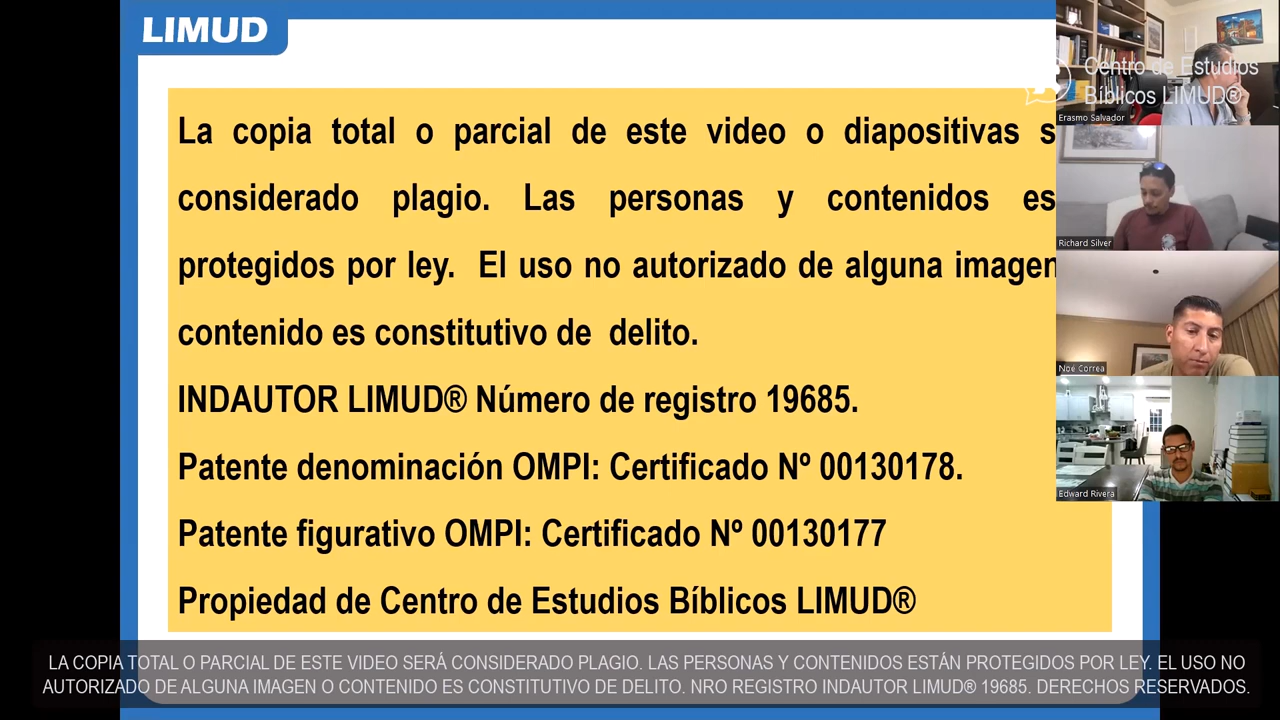 LIMUD
La copia total o parcial de este video o diapositivas s
considerado plagio. Las personas y contenidos es
protegidos por ley. El uso no autorizado de alguna imagen
contenido es constitutivo de delito.
INDAUTOR LIMUD® Número de registro 19685.
Patente denominación OMPI: Certificado Nº 00130178.
Patente figurativo OMPI: Certificado Nº 00130177
Propiedad de Centro de Estudios Bíblicos LIMUD®
Centro de Estudios
Bíblicos LIMUD®
Erasmo Salvador
Richard Silver
Noé Correa
Edward Rivera
LA COPIA TOTAL O PARCIAL DE ESTE VIDEO SERÁ CONSIDERADO PLAGIO. LAS PERSONAS Y CONTENIDOS ESTÁN PROTEGIDOS POR LEY. EL USO NO
AUTORIZADO DE ALGUNA IMAGEN O CONTENIDO ES CONSTITUTIVO DE DELITO. NRO REGISTRO INDAUTOR LIMUD® 19685. DERECHOS RESERVADOS.